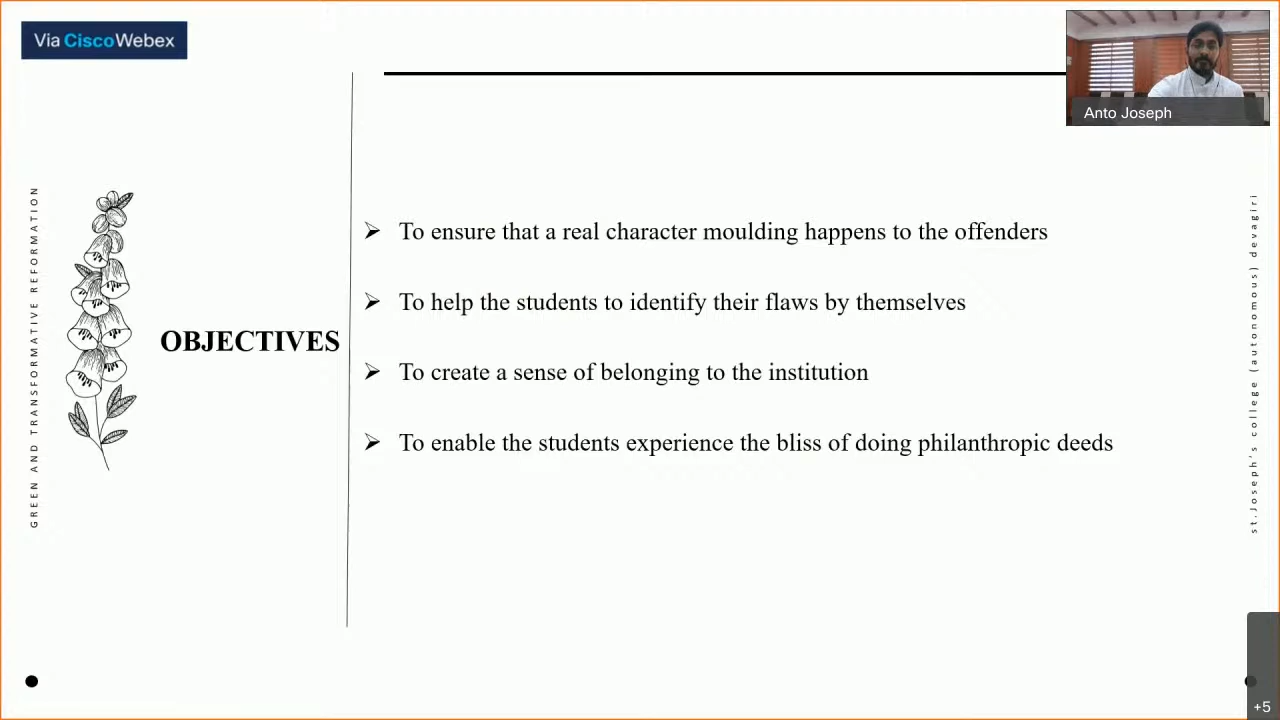 Via Cisco Webex
Anto Joseph
GREEN AND TRANSFORMATIVE REFORMATION
OBJECTIVES
To ensure that a real character moulding happens to the offenders
To help the students to identify their flaws by themselves
To create a sense of belonging to the institution
To enable the students experience the bliss of doing philanthropic deeds
st.Joseph's college (autonomous) devagiri
+5